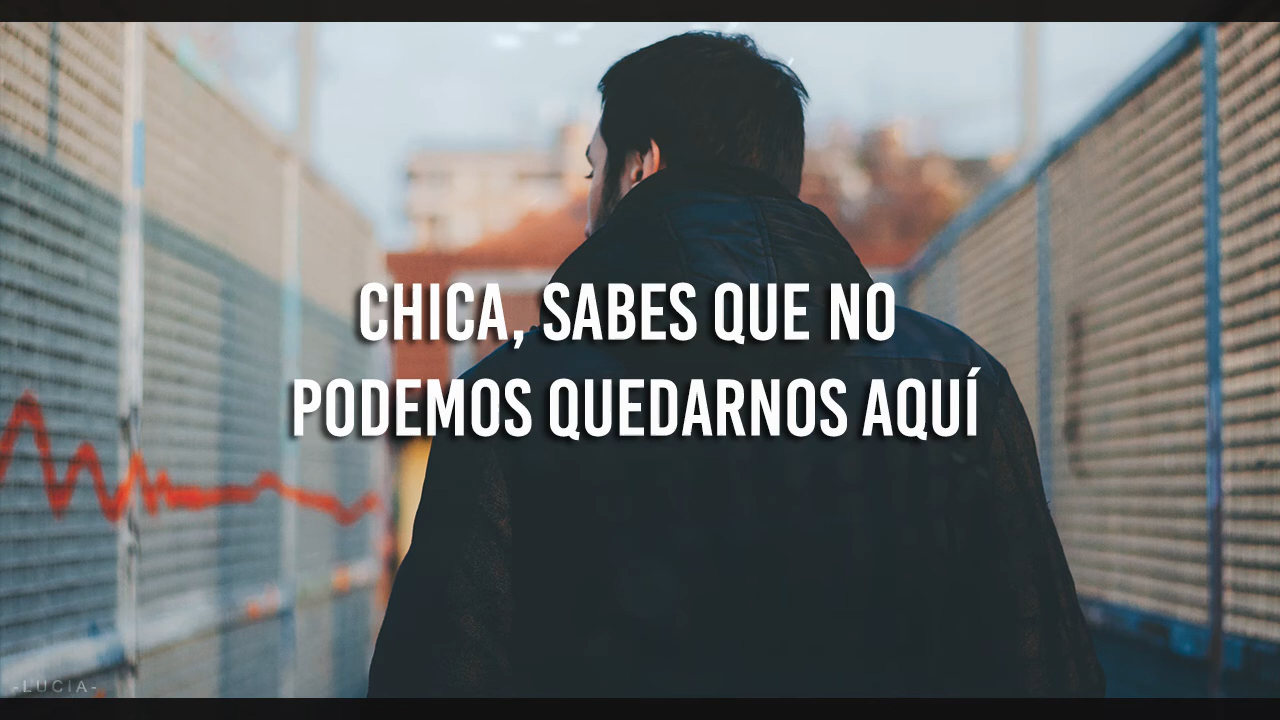 CHICA, SABES QUE NO
PODEMOS QUEDARNOS AQUÍ
-LUCIA-